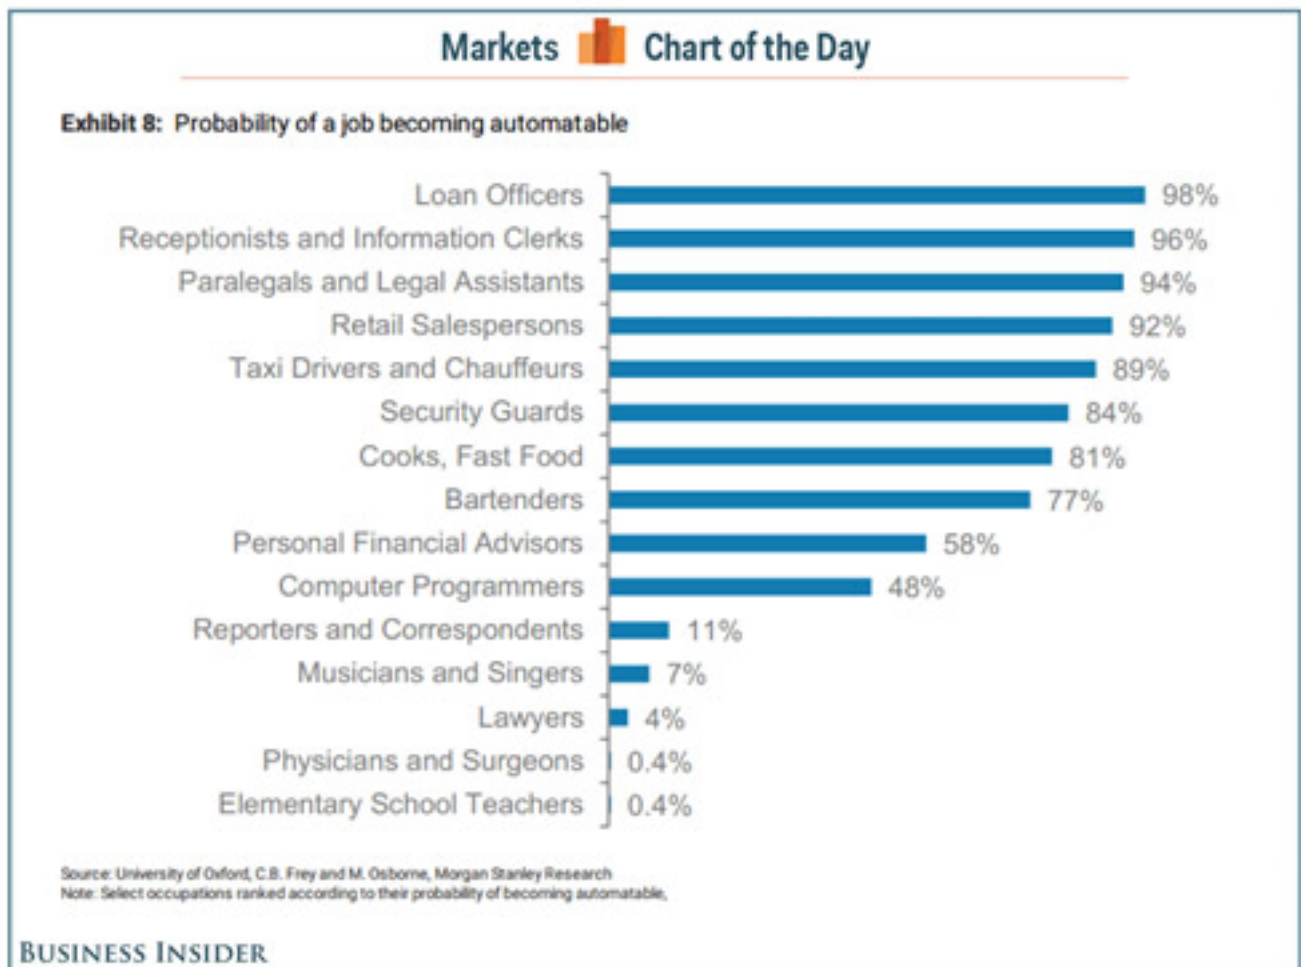 Markets Chart of the Day
Exhibit 8: Probability of a job becoming automatable
Loan Officers 98%
Receptionists and Information Clerks 96%
Paralegals and Legal Assistants 94%
Retail Salespersons 92%
Taxi Drivers and Chauffeurs 89%
Security Guards 84%
Cooks, Fast Food 81%
Bartenders 77%
Personal Financial Advisors 58%
Computer Programmers 48%
Reporters and Correspondents 11%
Musicians and Singers 7%
Lawyers 4%
Physicians and Surgeons 0.4%
Elementary School Teachers 0.4%
Source: University of Oxford, C.B. Frey and M. Osborne, Morgan Stanley Research
Note: Select occupations ranked according to their probability of becoming automatable,
BUSINESS INSIDER